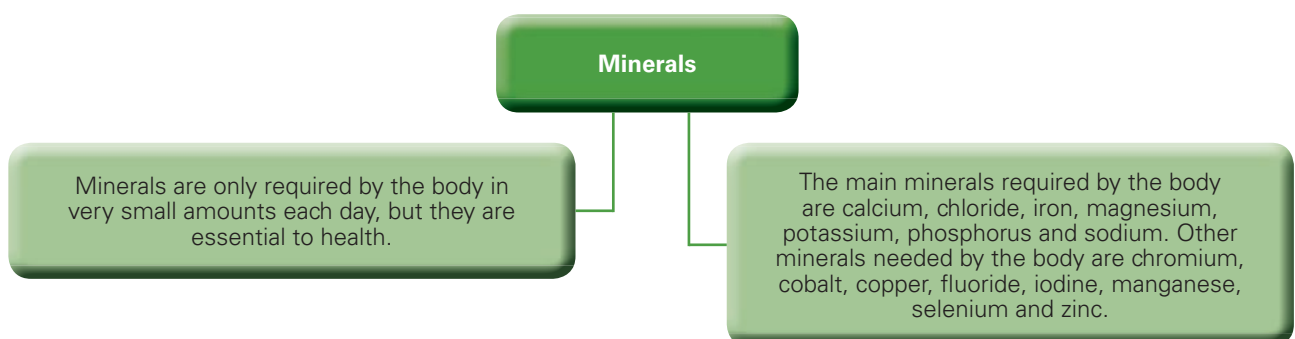 Minerals
Minerals are only required by the body in
very small amounts each day, but they are
essential to health.
The main minerals required by the body
are calcium, chloride, iron, magnesium,
potassium, phosphorus and sodium. Other
minerals needed by the body are chromium,
cobalt, copper, fluoride, iodine, manganese,
selenium and zinc.